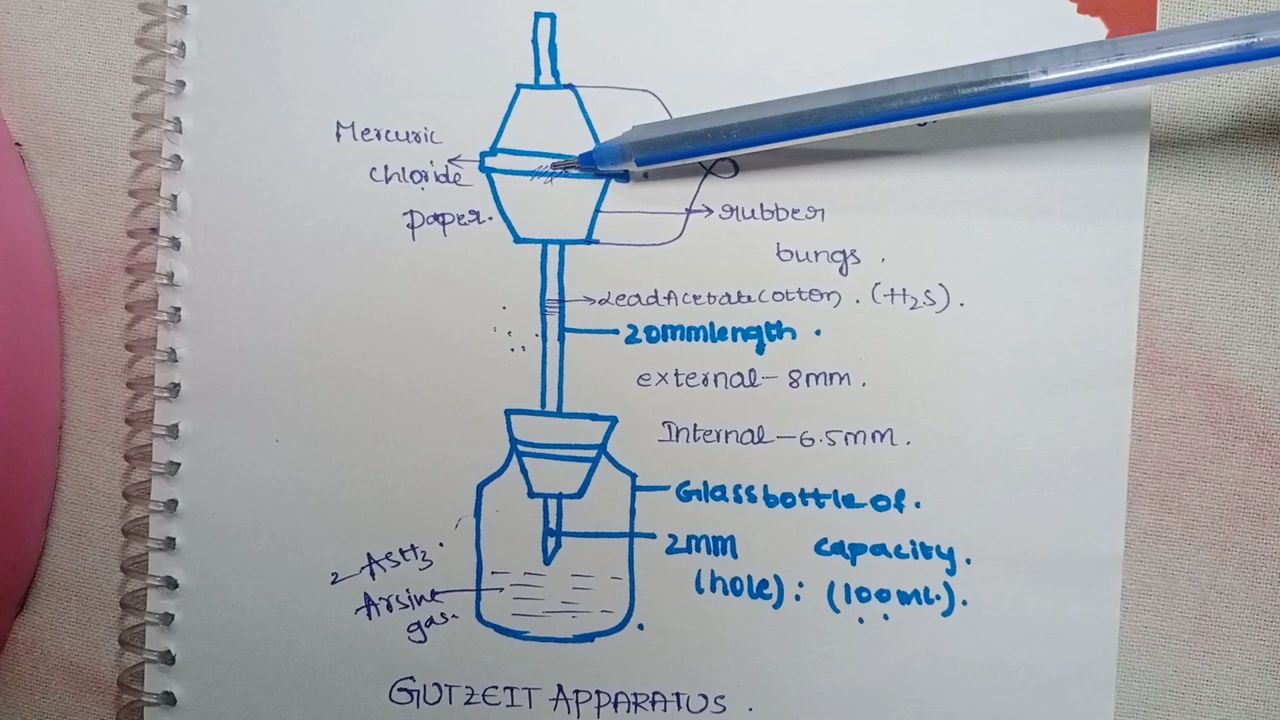 Mercuric
chloride
paper.
rubber
bungs.
Lead Acetate cotton. (H2S).
20mm length.
external - 8mm.
Internal - 6.5mm.
Glass bottle of.
capacity.
(100ml.).
2mm
(hole):
2 AsH3.
Arsine
gas.
GUTZEIT APPARATUS.